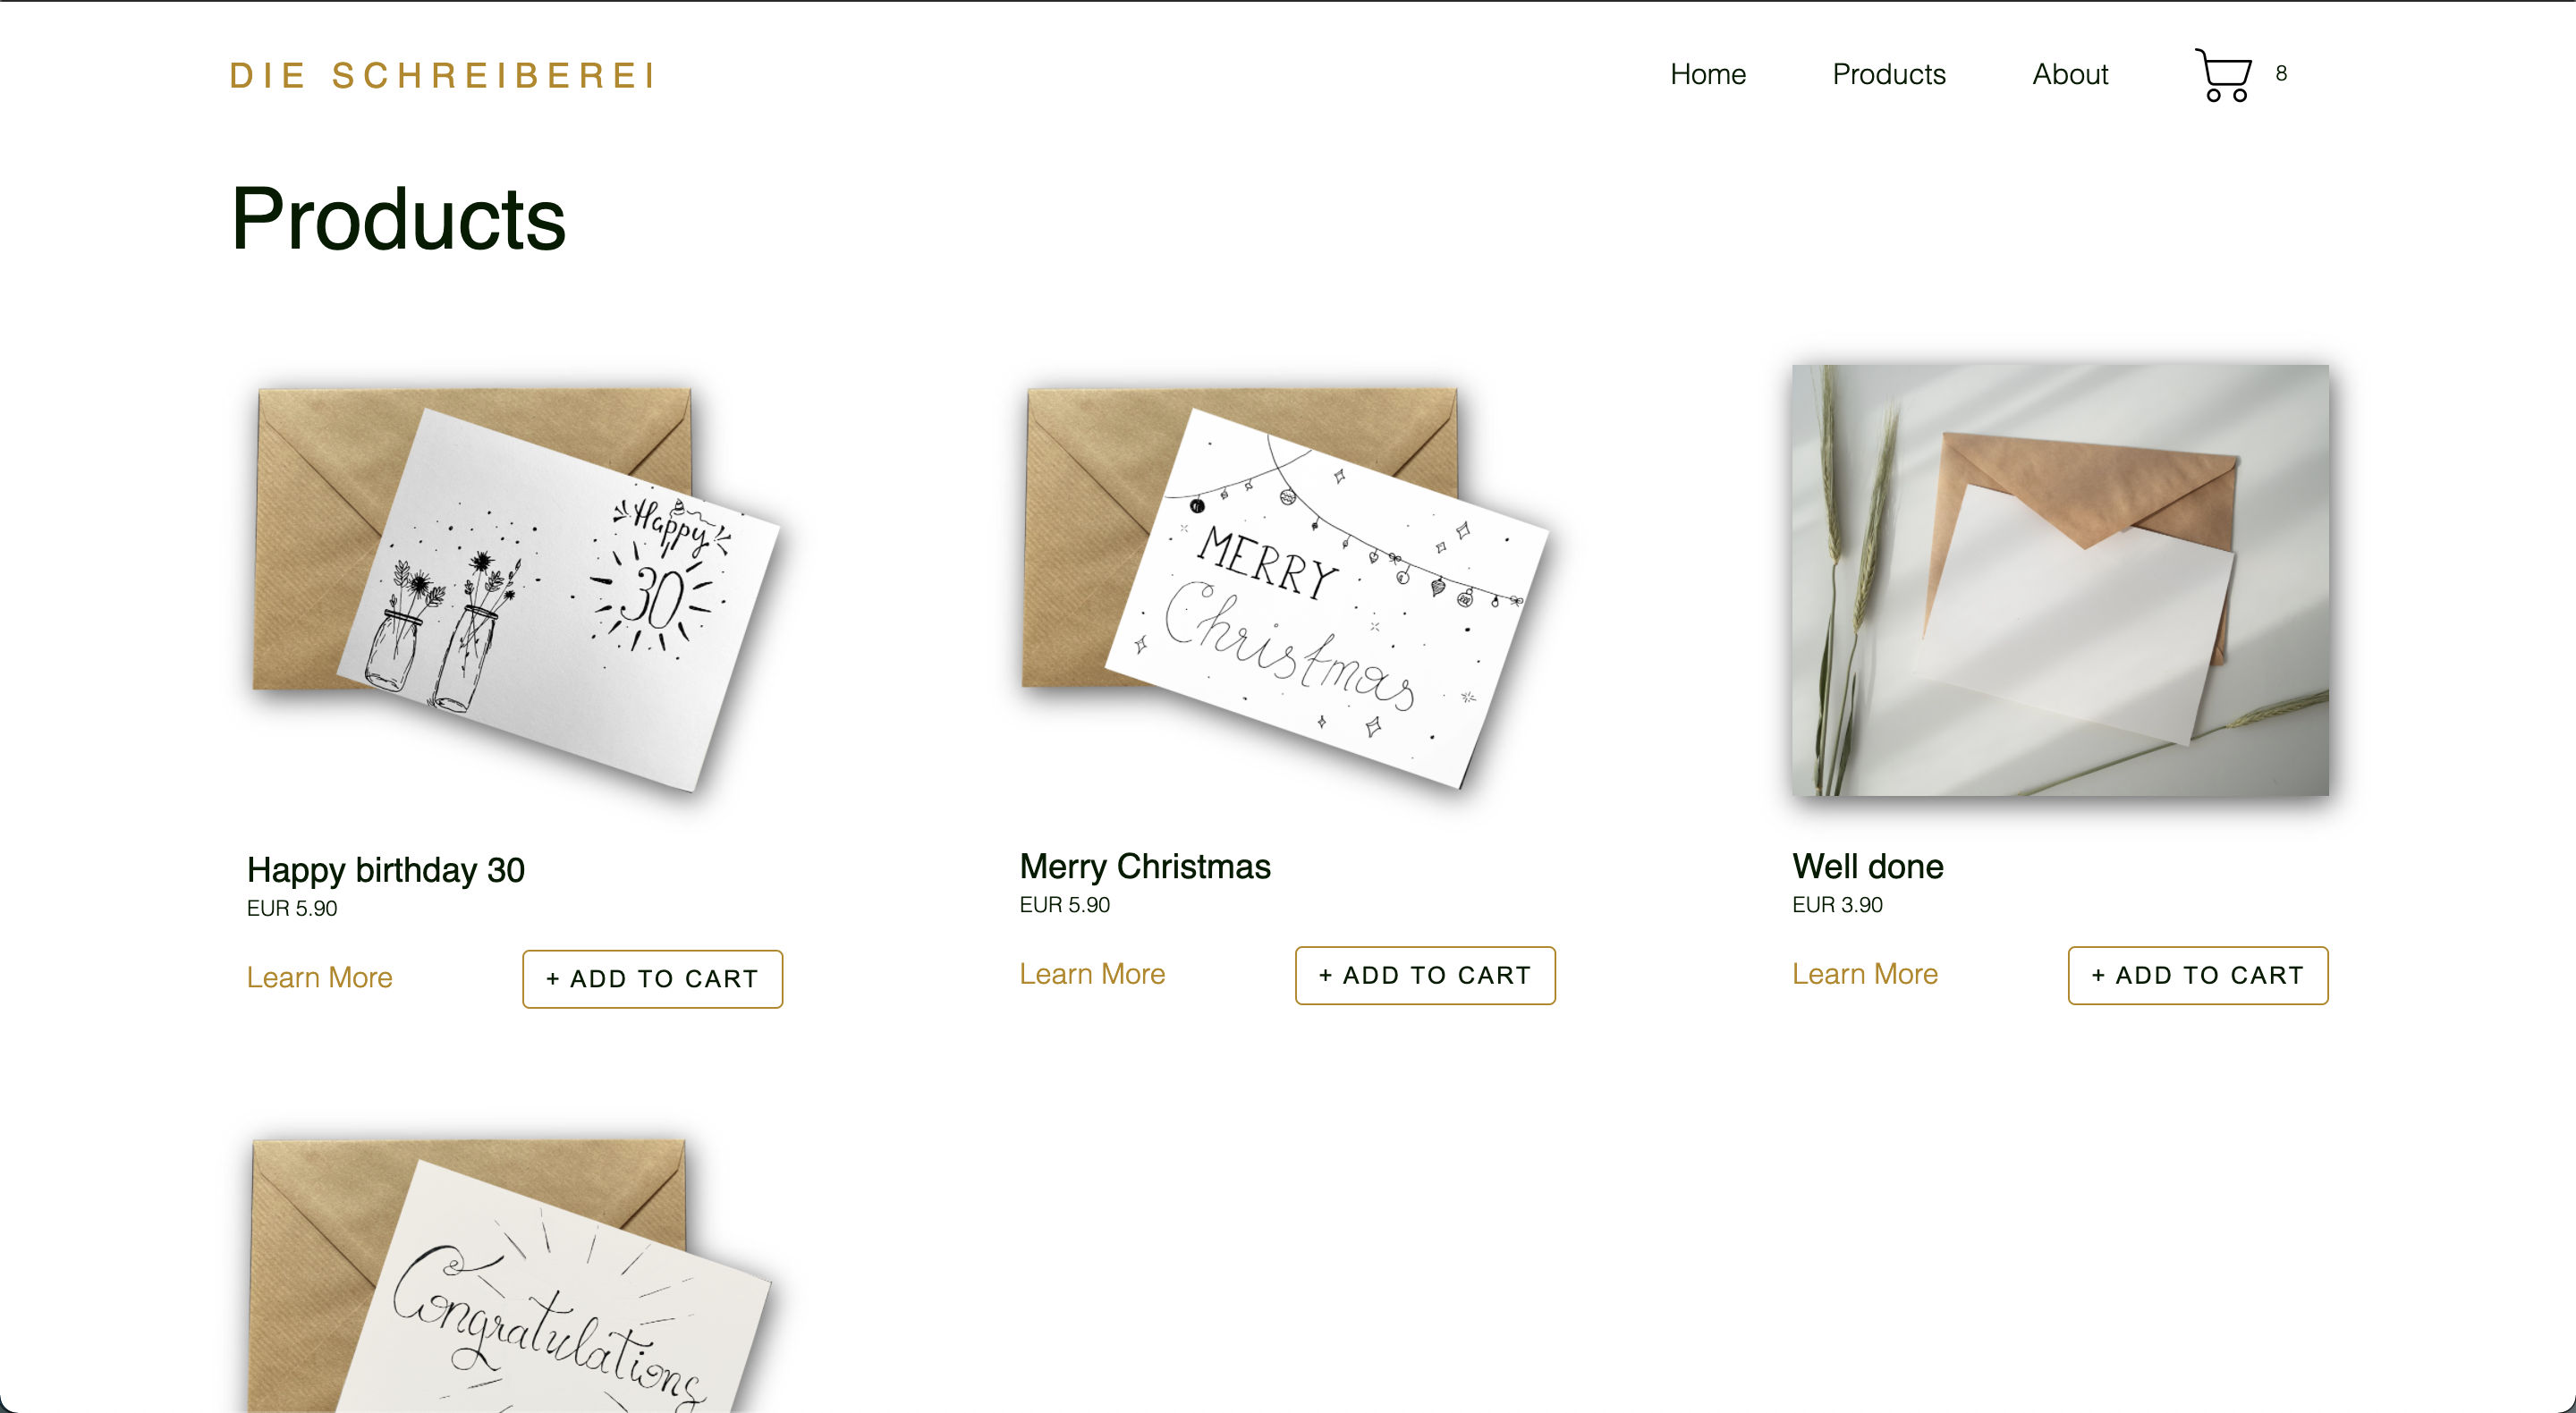 DIE SCHREIBEREI
Home Products About 8
Products
Happy
30
MERRY
Christmas
Happy birthday 30
EUR 5.90
Learn More + ADD TO CART
Merry Christmas
EUR 5.90
Learn More + ADD TO CART
Well done
EUR 3.90
Learn More + ADD TO CART
Congratulations